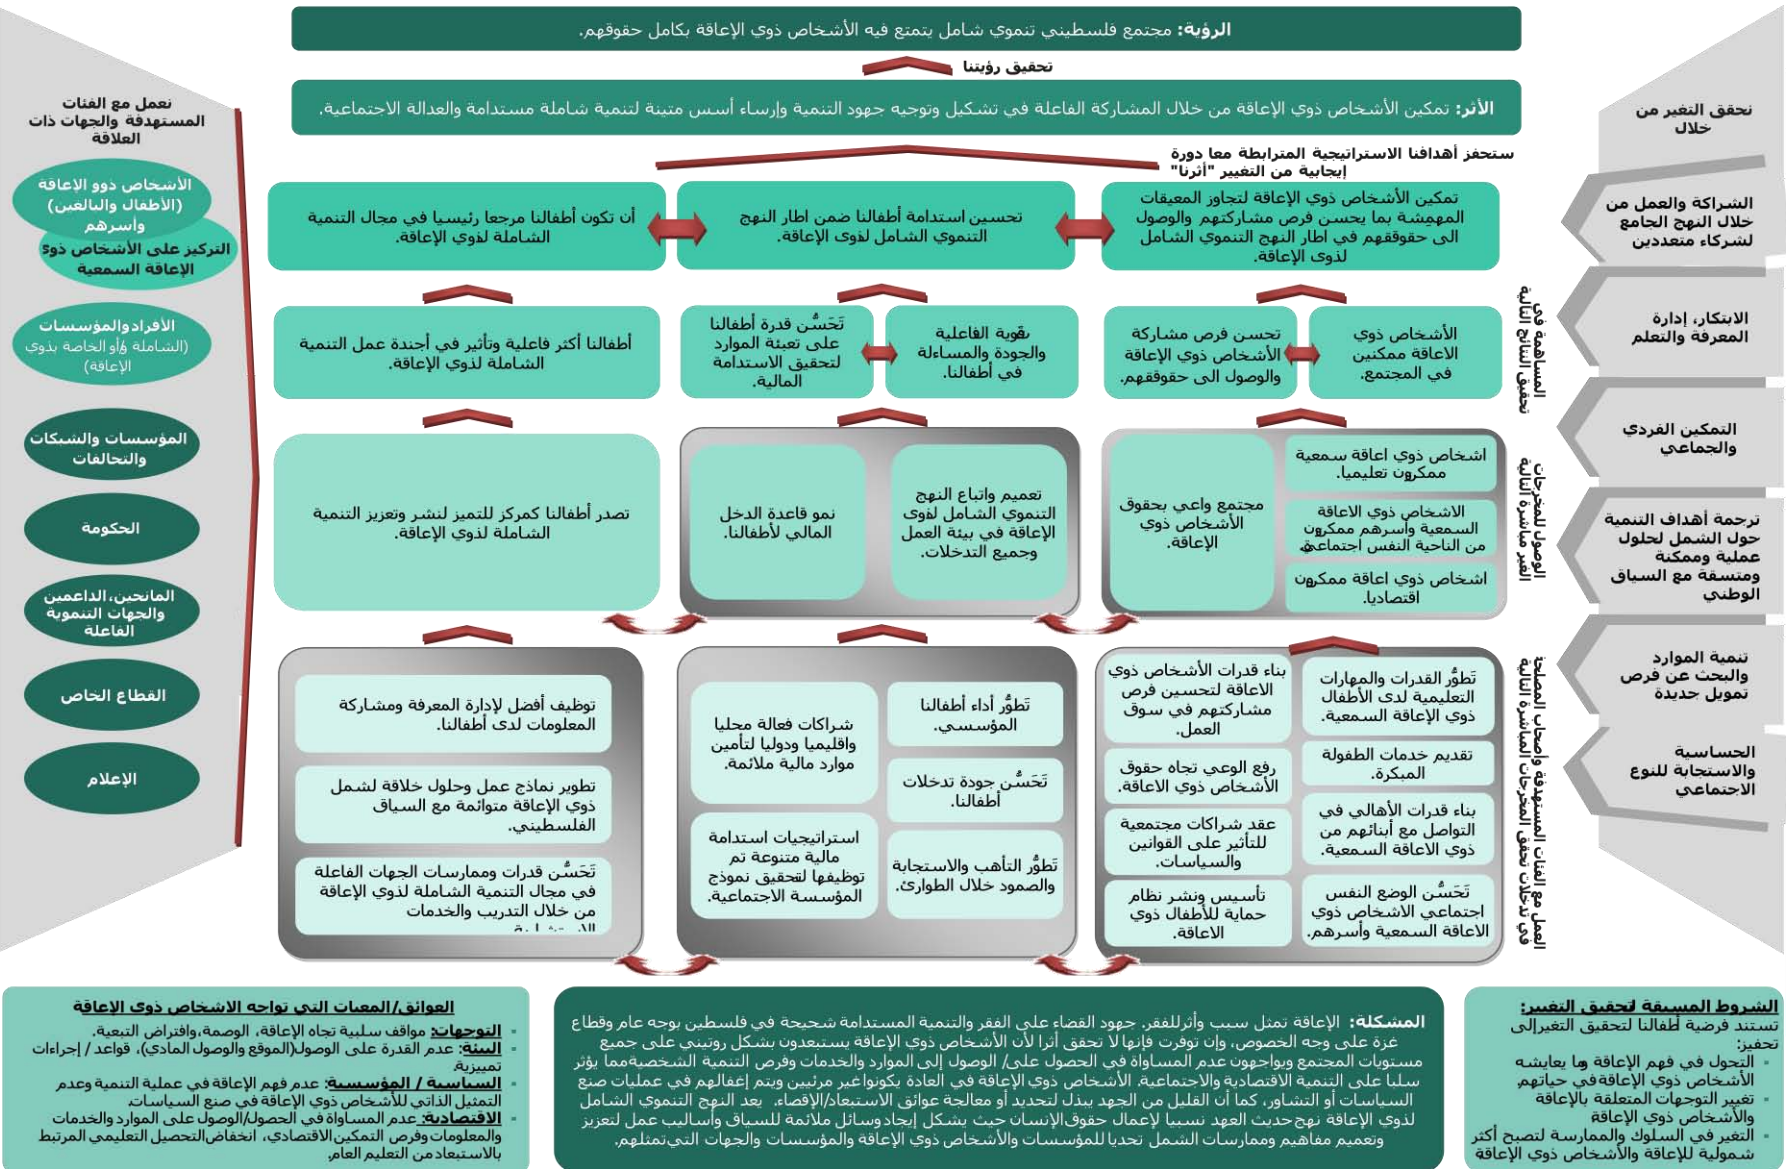 الرؤية: مجتمع فلسطيني تنموي شامل يتمتع فيه الأشخاص ذوي الإعاقة بكامل حقوقهم.
تحقيق رؤيتنا
الأثر: تمكين الأشخاص ذوي الإعاقة من خلال المشاركة الفاعلة في تشكيل وتوجيه جهود التنمية وإرساء أسس متينة لتنمية شاملة مستدامة والعدالة الاجتماعية.
ستحفز أهدافنا الاستراتيجية المترابطة معا دورة
إيجابية من التغيير "أثرنا"
نحقق التغير من
خلال
الشراكة والعمل من
خلال النهج الجامع
لشركاء متعددين
الابتكار، إدارة
المعرفة والتعلم
التمكين الفردي
والجماعي
ترجمة أهداف التنمية
حول الشمل لحلول
عملية وممكنة
ومتسقة مع السياق
الوطني
تنمية الموارد
والبحث عن فرص
تمويل جديدة
الحساسية
والاستجابة للنوع
الاجتماعي
تمكين الأشخاص ذوي الإعاقة لتجاوز المعيقات
المهمشة بما يحسن فرص مشاركتهم والوصول
الى حقوقهم في اطار النهج التنموي الشامل
لذوى الإعاقة.
تحسين استدامة أطفالنا ضمن اطار النهج
التنموي الشامل لذوى الإعاقة.
أن تكون أطفالنا مرجعا رئيسيا في مجال التنمية
الشاملة لذوي الإعاقة.
المساهمة في
تحقيق النتائج التالية
الأشخاص ذوي
الاعاقة ممكنين
في المجتمع.
تحسن فرص مشاركة
الأشخاص ذوي الإعاقة
والوصول الى حقوقهم.
تقوية الفاعلية
والجودة والمساءلة
في أطفالنا.
تَحَسُّن قدرة أطفالنا
على تعبئة الموارد
لتحقيق الاستدامة
المالية.
أطفالنا أكثر فاعلية وتأثير في أجندة عمل التنمية
الشاملة لذوي الإعاقة.
الوصول للمخرجات
الغير مباشرة التالية
اشخاص ذوي اعاقة سمعية
ممكرون تعليميا.
الاشخاص ذوي الاعاقة
السمعية وأسرهم ممكرون
من الناحية النفس اجتماعي.
اشخاص ذوي اعاقة ممكرون
اقتصاديا.
مجتمع واعي بحقوق
الأشخاص ذوي
الإعاقة.
تعميم واتباع النهج
التنموي الشامل لذوى
الإعاقة في بيئة العمل
وجميع التدخلات.
نمو قاعدة الدخل
المالي لأطفالنا.
تصدر أطفالنا كمركز للتميز لنشر وتعزيز التنمية
الشاملة لذوي الاعاقة.
العمل مع الفئات المستهدفة وأصحاب المصلحة
في تدخلات تحقق المخرجات المباشرة التالية
تَطوُّر القدرات والمهارات
التعليمية لدى الأطفال
ذوي الإعاقة السمعية.
تقديم خدمات الطفولة
المبكرة.
بناء قدرات الأهالي في
التواصل مع أبنائهم من
ذوي الاعاقة السمعية.
تَحَسُّن الوضع النفس
اجتماعي الاشخاص ذوي
الاعاقة السمعية وأسرهم.
بناء قدرات الأشخاص ذوي
الاعاقة لتحسين فرص
مشاركتهم في سوق
العمل.
رفع الوعي تجاه حقوق
الأشخاص ذوي الاعاقة.
عقد شراكات مجتمعية
للتأثير على القوانين
والسياسات.
تأسيس ونشر نظام
حماية للأطفال ذوي
الاعاقة.
تَطوُّر أداء أطفالنا
المؤسسي.
تَحَسُّن جودة تدخلات
أطفالنا.
تَطوُّر التأهب والاستجابة
والصمود خلال الطوارئ.
شراكات فعالة محليا
واقليميا ودوليا لتأمين
موارد مالية ملائمة.
استراتيجيات استدامة
مالية متنوعة تم
توظيفها لتحقيق نموذج
المؤسسة الاجتماعية.
توظيف أفضل لإدارة المعرفة ومشاركة
المعلومات لدى أطفالنا.
تطوير نماذج عمل وحلول خلاقة لشمل
ذوي الإعاقة متوائمة مع السياق
الفلسطيني.
تَحَسُّن قدرات وممارسات الجهات الفاعلة
في مجال التنمية الشاملة لذوي الإعاقة
من خلال التدريب والخدمات
نعمل مع الفئات
المستهدفة والجهات ذات
العلاقة
الأشخاص ذوو الإعاقة
(الأطفال والبالغين)
وأسرهم
التركيز على الأشخاص ذوي
الإعاقة السمعية
الأفراد والمؤسسات
(الشاملة و/أو الخاصة بذوي
الإعاقة)
المؤسسات والشبكات
والتحالفات
الحكومة
المانحين،الداعمين
والجهات التنموية
الفاعلة
القطاع الخاص
الإعلام
الشروط المسبقة لتحقيق التغيير:
تستند فرضية أطفالنا لتحقيق التغيرإلى
تحفيز:
▪ التحول في فهم الإعاقة وما يعايشه
الأشخاص ذوي الإعاقة في حياتهم
▪ تغيير التوجهات المتعلقة بالإعاقة
والأشخاص ذوي الإعاقة
▪ التغير في السلوك والممارسة لتصبح أكثر
شمولية للإعاقة والأشخاص ذوي الإعاقة
المشكلة: الإعاقة تمثل سبب وأثرللفقر. جهود القضاء على الفقر والتنمية المستدامة شحيحة في فلسطين بوجه عام وقطاع
غزة على وجه الخصوص، وإن توفرت فإنها لا تحقق أثرا لأن الأشخاص ذوي الإعاقة يستبعدون بشكل روتيني على جميع
مستويات المجتمع ويواجهون عدم المساواة في الحصول على/ الوصول إلى الموارد والخدمات وفرص التنمية الشخصيةمما يؤثر
سلبا على التنمية الاقتصادية والاجتماعية. الأشخاص ذوي الإعاقة في العادة يكونوا غير مرئيين ويتم إغفالهم في عمليات صنع
السياسات أو التشاور، كما أن القليل من الجهد يبذل لتحديد أو معالجة عوائق الاستبعاد/الإقصاء. يعد النهج التنموي الشامل
لذوي الإعاقة نهج حديث العهد نسبيا لإعمال حقوق الإنسان حيث يشكل إيجاد وسائل ملائمة للسياق وأساليب عمل لتعزيز
وتعميم مفاهيم وممارسات الشمل تحديا للمؤسسات والأشخاص ذوي الإعاقة والمؤسسات والجهات التي تمثلهم.
العوائق/المعيات التي تواجه الاشخاص ذوى الإعاقة
▪ التوجهات: مواقف سلبية تجاه الإعاقة، الوصمة،وافتراض التبعية.
▪ البيئة: عدم القدرة على الوصول(الموقع والوصول المادي)، قواعد / إجراءات
تمييزية
▪ السياسية / المؤسسية: عدم فهم الإعاقة في عملية التنمية وعدم
التمثيل الذاتي للأشخاص ذوي الإعاقة في صنع السياسات.
▪ الاقتصادية: عدم المساواة في الحصول/الوصول على الموارد والخدمات
والمعلومات وفرص التمكين الاقتصادي، انخفاض التحصيل التعليمي المرتبط
بالاستبعاد من التعليم العام.